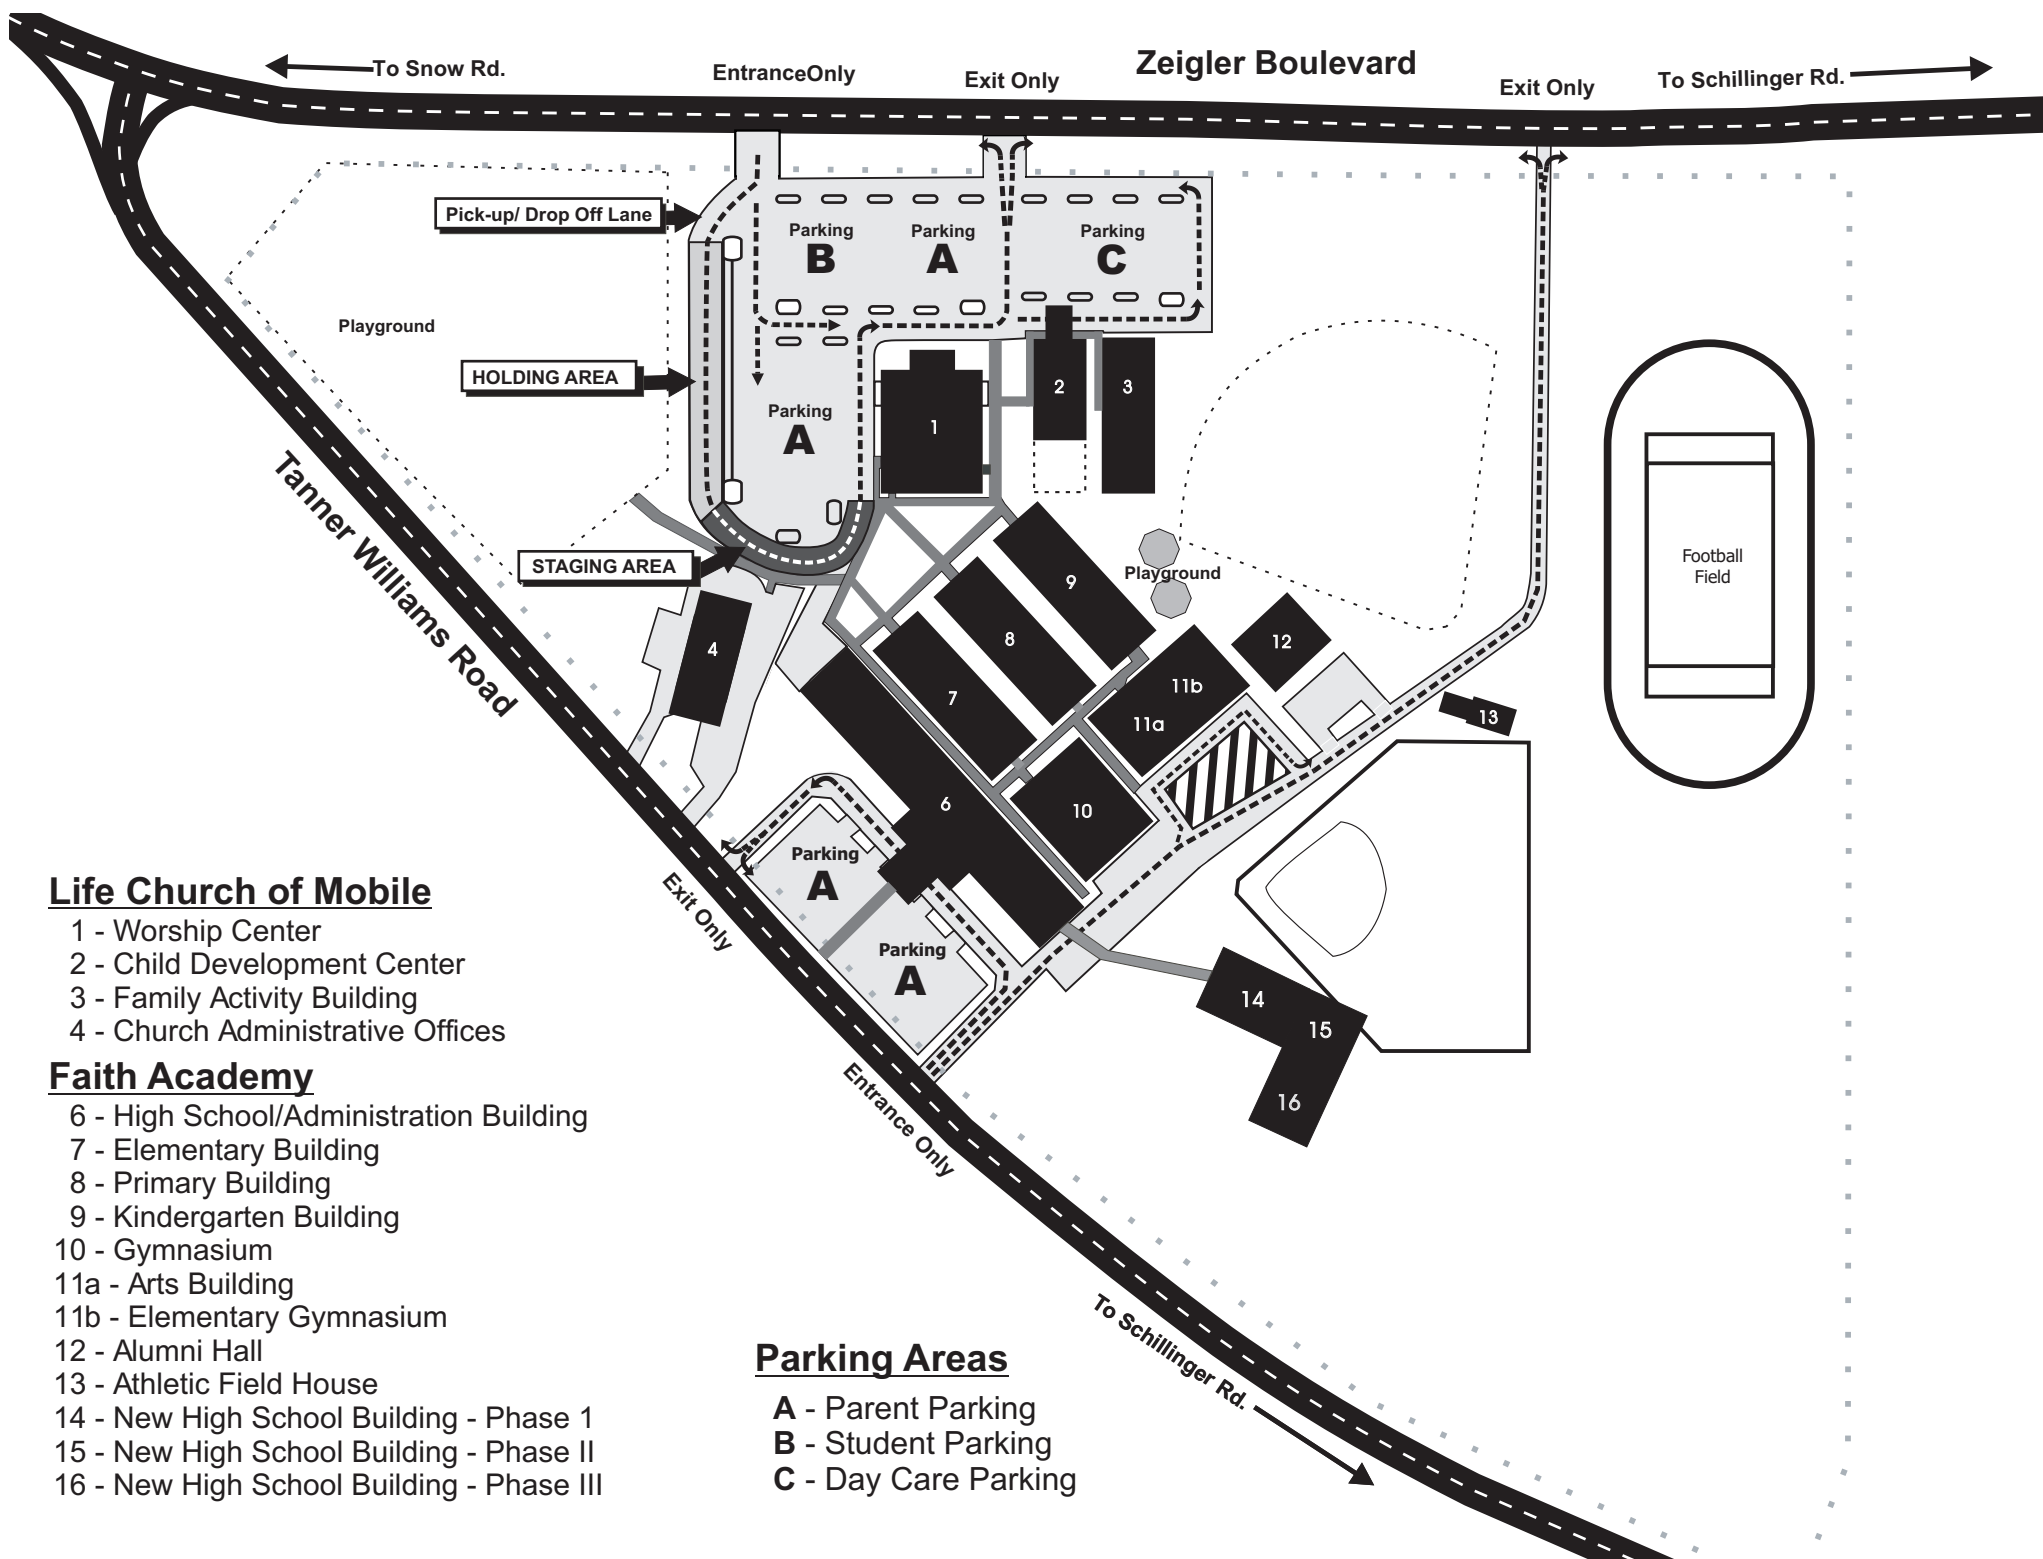 Zeigler Boulevard
To Snow Rd.
EntranceOnly
Exit Only
Exit Only
To Schillinger Rd.
Pick-up/ Drop Off Lane
Parking
B
Parking
A
Parking
C
Playground
HOLDING AREA
Parking
A
1
2
3
STAGING AREA
Tanner Williams Road
Football
Field
Playground
4
9
8
7
12
11b
11a
13
6
10
Parking
A
Parking
A
Exit Only
Entrance Only
14
15
16
To Schillinger Rd.
Life Church of Mobile
1 - Worship Center
2 - Child Development Center
3 - Family Activity Building
4 - Church Administrative Offices
Faith Academy
6 - High School/Administration Building
7 - Elementary Building
8 - Primary Building
9 - Kindergarten Building
10 - Gymnasium
11a - Arts Building
11b - Elementary Gymnasium
12 - Alumni Hall
13 - Athletic Field House
14 - New High School Building - Phase 1
15 - New High School Building - Phase II
16 - New High School Building - Phase III
Parking Areas
A - Parent Parking
B - Student Parking
C - Day Care Parking